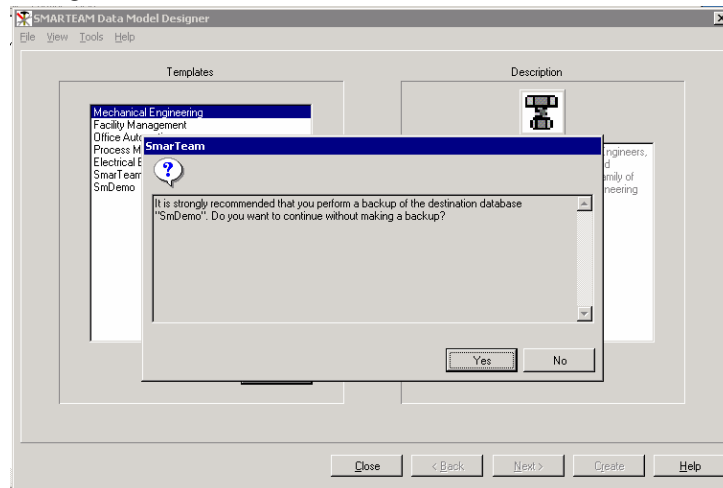 SMARTEAM Data Model Designer
File View Tools Help
Templates
Description
Mechanical Engineering
Facility Management
Office
Process
Electrical
SmarTeam
SmDemo
ngineers,
amily of
neering
SmarTeam
It is strongly recommended that you perform a backup of the destination database
"SmDemo". Do you want to continue without making a backup?
Yes No
Close < Back Next > Create Help